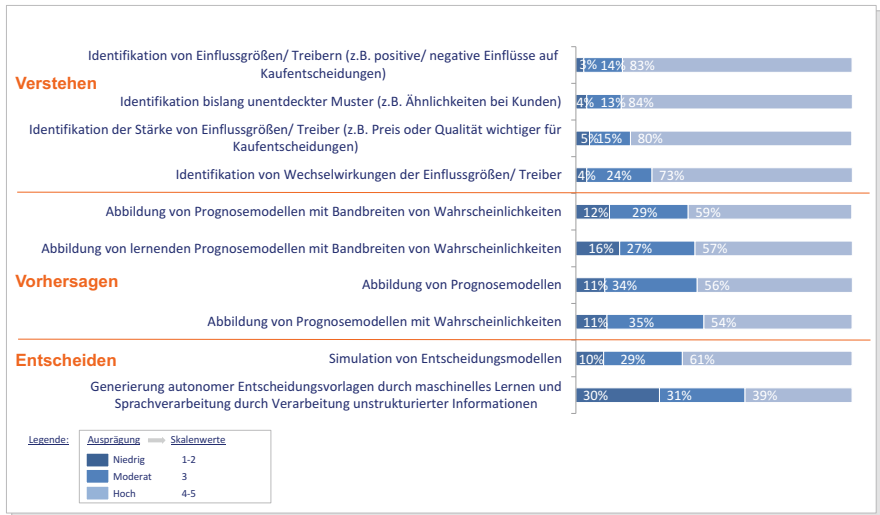 Verstehen
Identifikation von Einflussgrößen/ Treibern (z.B. positive/ negative Einflüsse auf
Kaufentscheidungen)
3% 14% 83%
Identifikation bislang unentdeckter Muster (z.B. Ähnlichkeiten bei Kunden)
4% 13% 84%
Identifikation der Stärke von Einflussgrößen/ Treiber (z.B. Preis oder Qualität wichtiger für
Kaufentscheidungen)
5% 15% 80%
Identifikation von Wechselwirkungen der Einflussgrößen/ Treiber
4% 24% 73%
Vorhersagen
Abbildung von Prognosemodellen mit Bandbreiten von Wahrscheinlichkeiten
12% 29% 59%
Abbildung von lernenden Prognosemodellen mit Bandbreiten von Wahrscheinlichkeiten
16% 27% 57%
Abbildung von Prognosemodellen
11% 34% 56%
Abbildung von Prognosemodellen mit Wahrscheinlichkeiten
11% 35% 54%
Entscheiden
Simulation von Entscheidungsmodellen
10% 29% 61%
Generierung autonomer Entscheidungsvorlagen durch maschinelles Lernen und
Sprachverarbeitung durch Verarbeitung unstrukturierter Informationen
30% 31% 39%
Legende: Ausprägung Skalenwerte
Niedrig 1-2
Moderat 3
Hoch 4-5